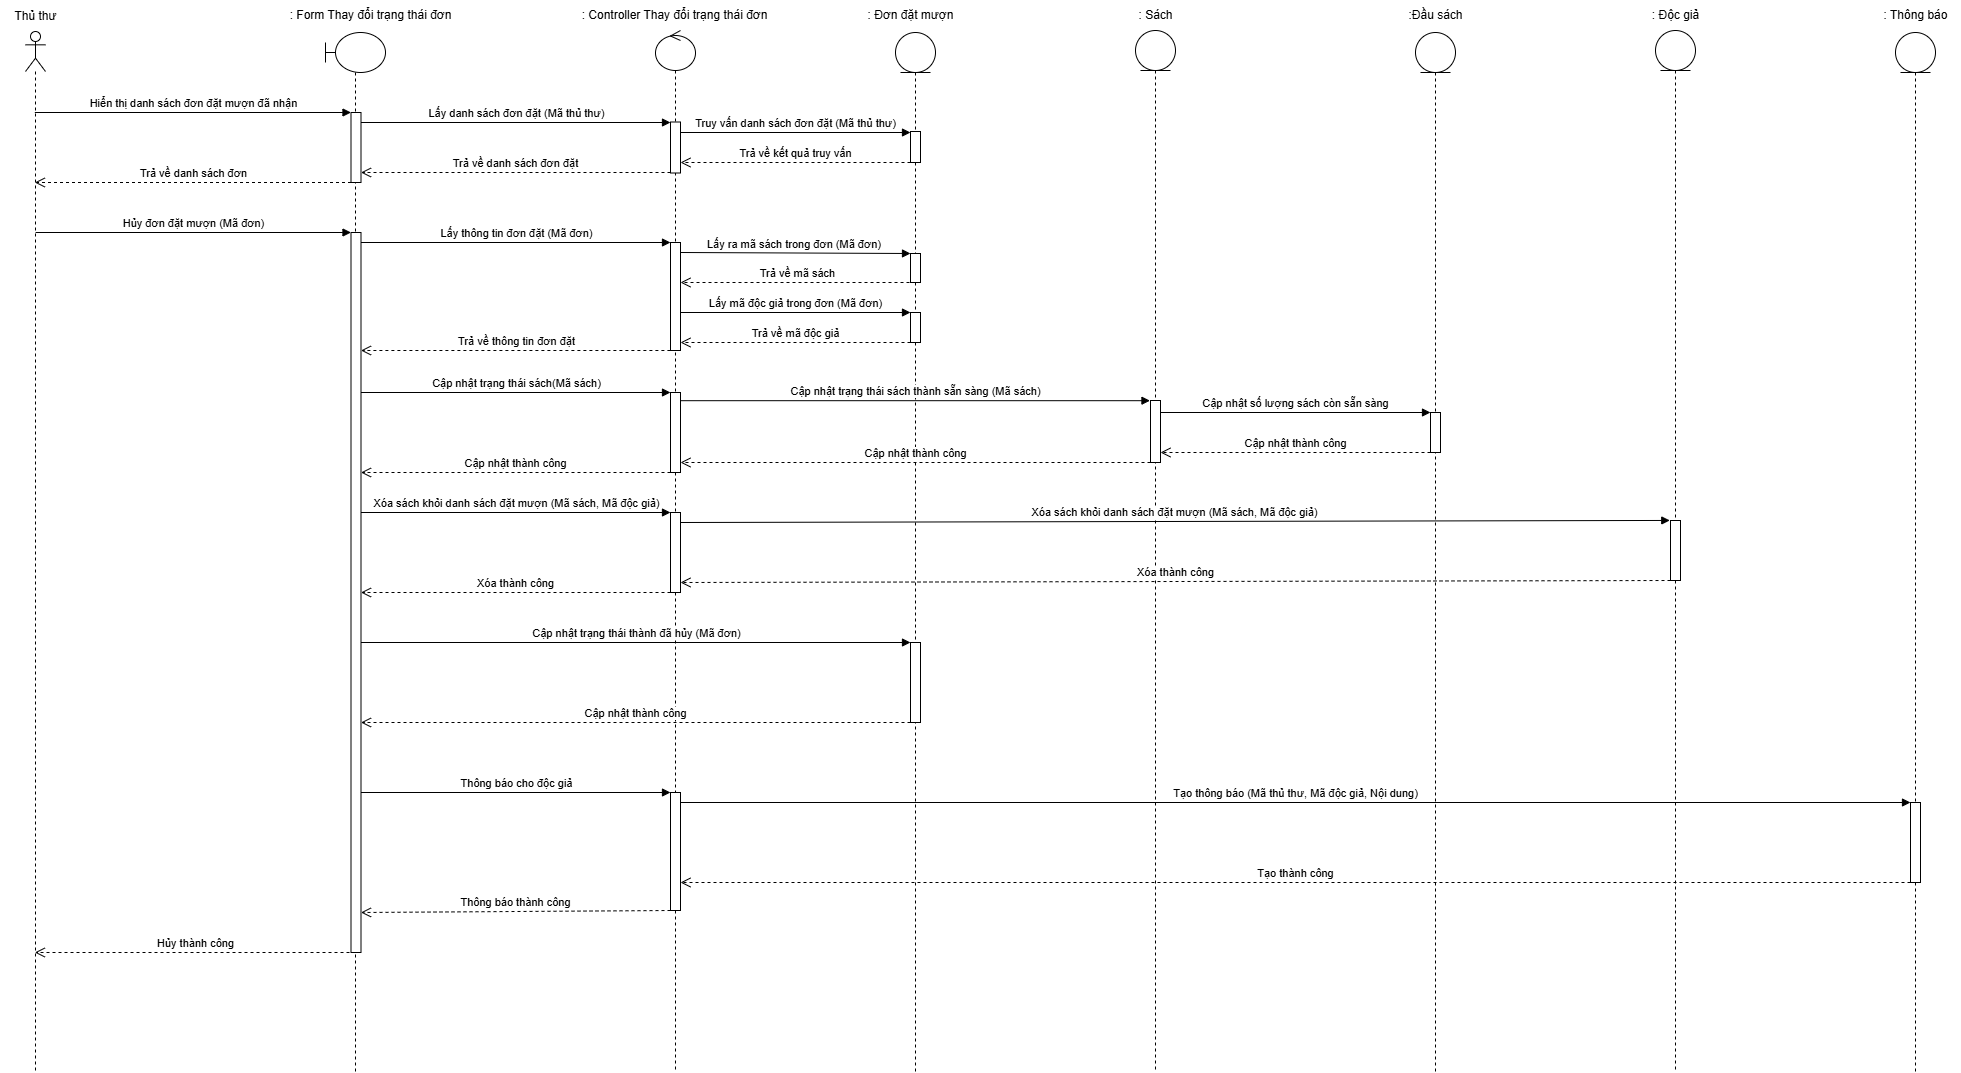 Thủ thư
: Form Thay đổi trạng thái đơn
: Controller Thay đổi trạng thái đơn
: Đơn đặt mượn
: Sách
:Đầu sách
: Độc giả
: Thông báo
Hiển thị danh sách đơn đặt mượn đã nhận
Lấy danh sách đơn đặt (Mã thủ thư)
Truy vấn danh sách đơn đặt (Mã thủ thư)
Trả về kết quả truy vấn
Trả về danh sách đơn đặt
Trả về danh sách đơn
Hủy đơn đặt mượn (Mã đơn)
Lấy thông tin đơn đặt (Mã đơn)
Lấy ra mã sách trong đơn (Mã đơn)
Trả về mã sách
Lấy mã độc giả trong đơn (Mã đơn)
Trả về mã độc giả
Trả về thông tin đơn đặt
Cập nhật trạng thái sách(Mã sách)
Cập nhật trạng thái sách thành sẵn sàng (Mã sách)
Cập nhật số lượng sách còn sẵn sàng
Cập nhật thành công
Cập nhật thành công
Cập nhật thành công
Xóa sách khỏi danh sách đặt mượn (Mã sách, Mã độc giả)
Xóa sách khỏi danh sách đặt mượn (Mã sách, Mã độc giả)
Xóa thành công
Xóa thành công
Cập nhật trạng thái thành đã hủy (Mã đơn)
Cập nhật thành công
Thông báo cho độc giả
Tạo thông báo (Mã thủ thư, Mã độc giả, Nội dung)
Tạo thành công
Thông báo thành công
Hủy thành công